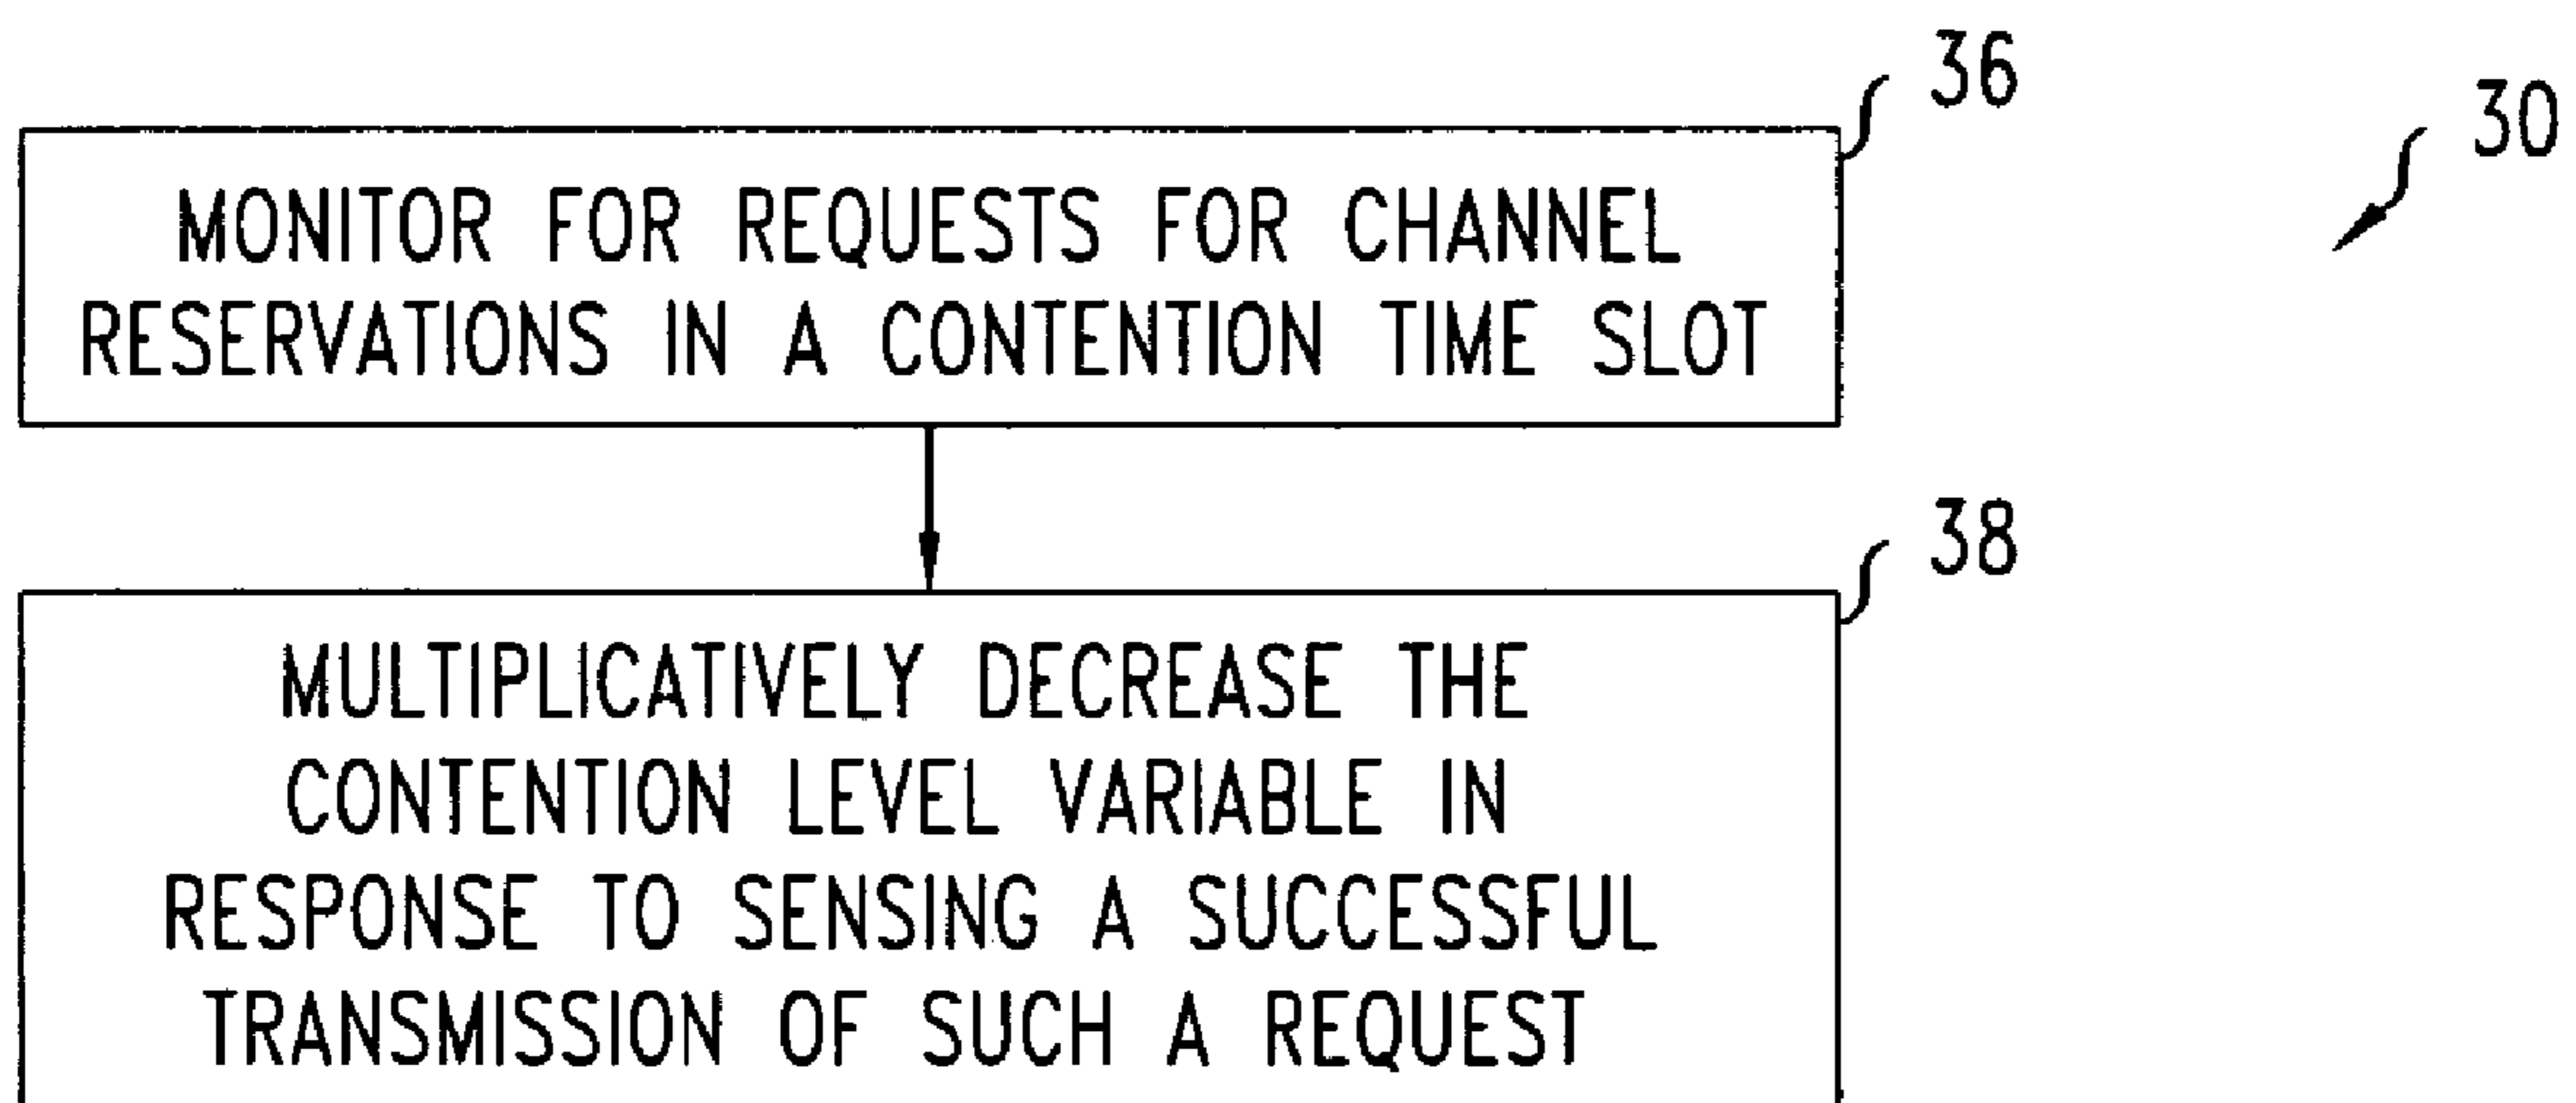 36
30
MONITOR FOR REQUESTS FOR CHANNEL
RESERVATIONS IN A CONTENTION TIME SLOT
38
MULTIPLICATIVELY DECREASE THE
CONTENTION LEVEL VARIABLE IN
RESPONSE TO SENSING A SUCCESSFUL
TRANSMISSION OF SUCH A REQUEST